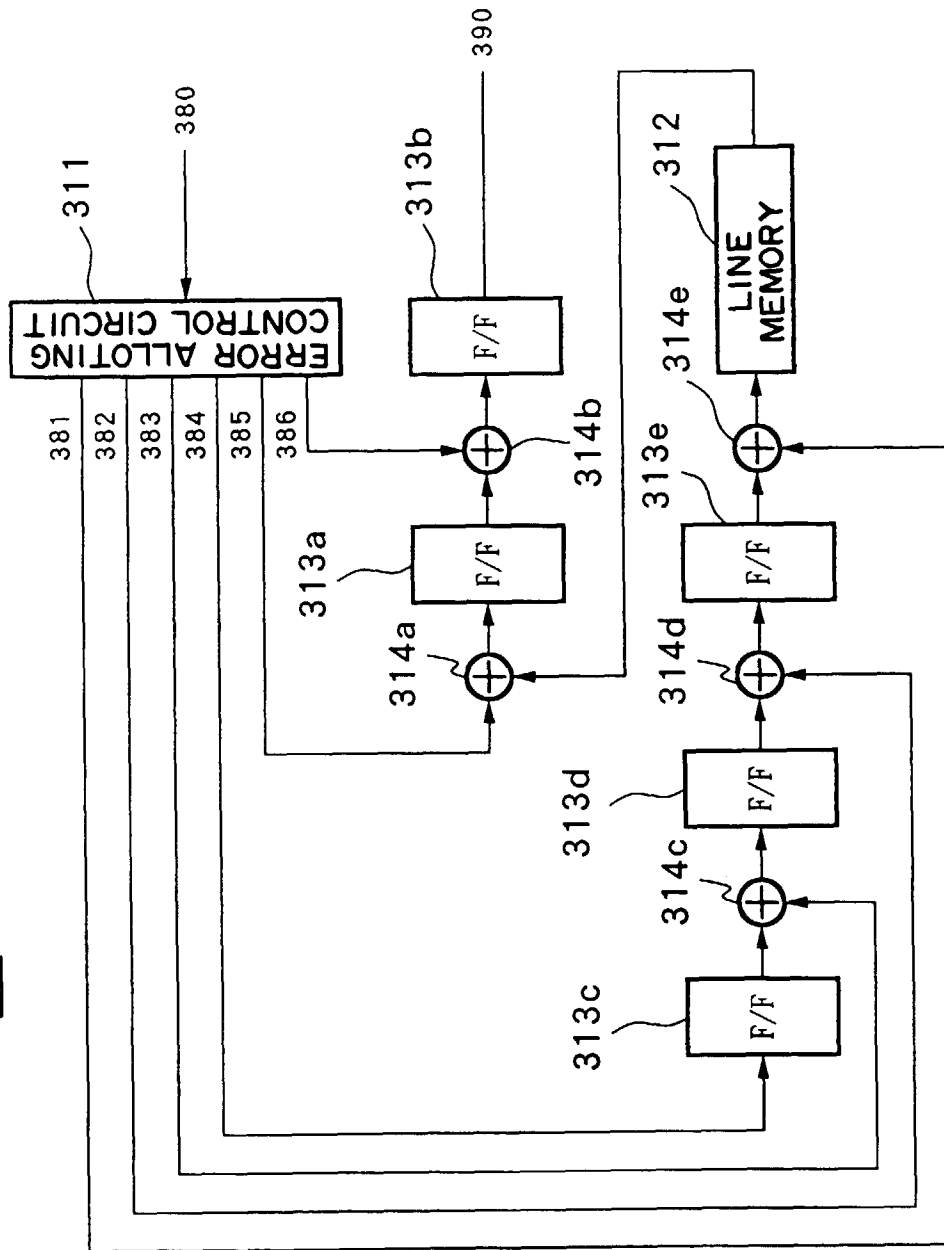 311
380
ERROR ALLOTING
CONTROL CIRCUIT
381
382
383
384
385
386
313b
390
F/F
314b
313a
F/F
314a
312
LINE
MEMORY
314e
313e
F/F
314d
313d
F/F
314c
313c
F/F